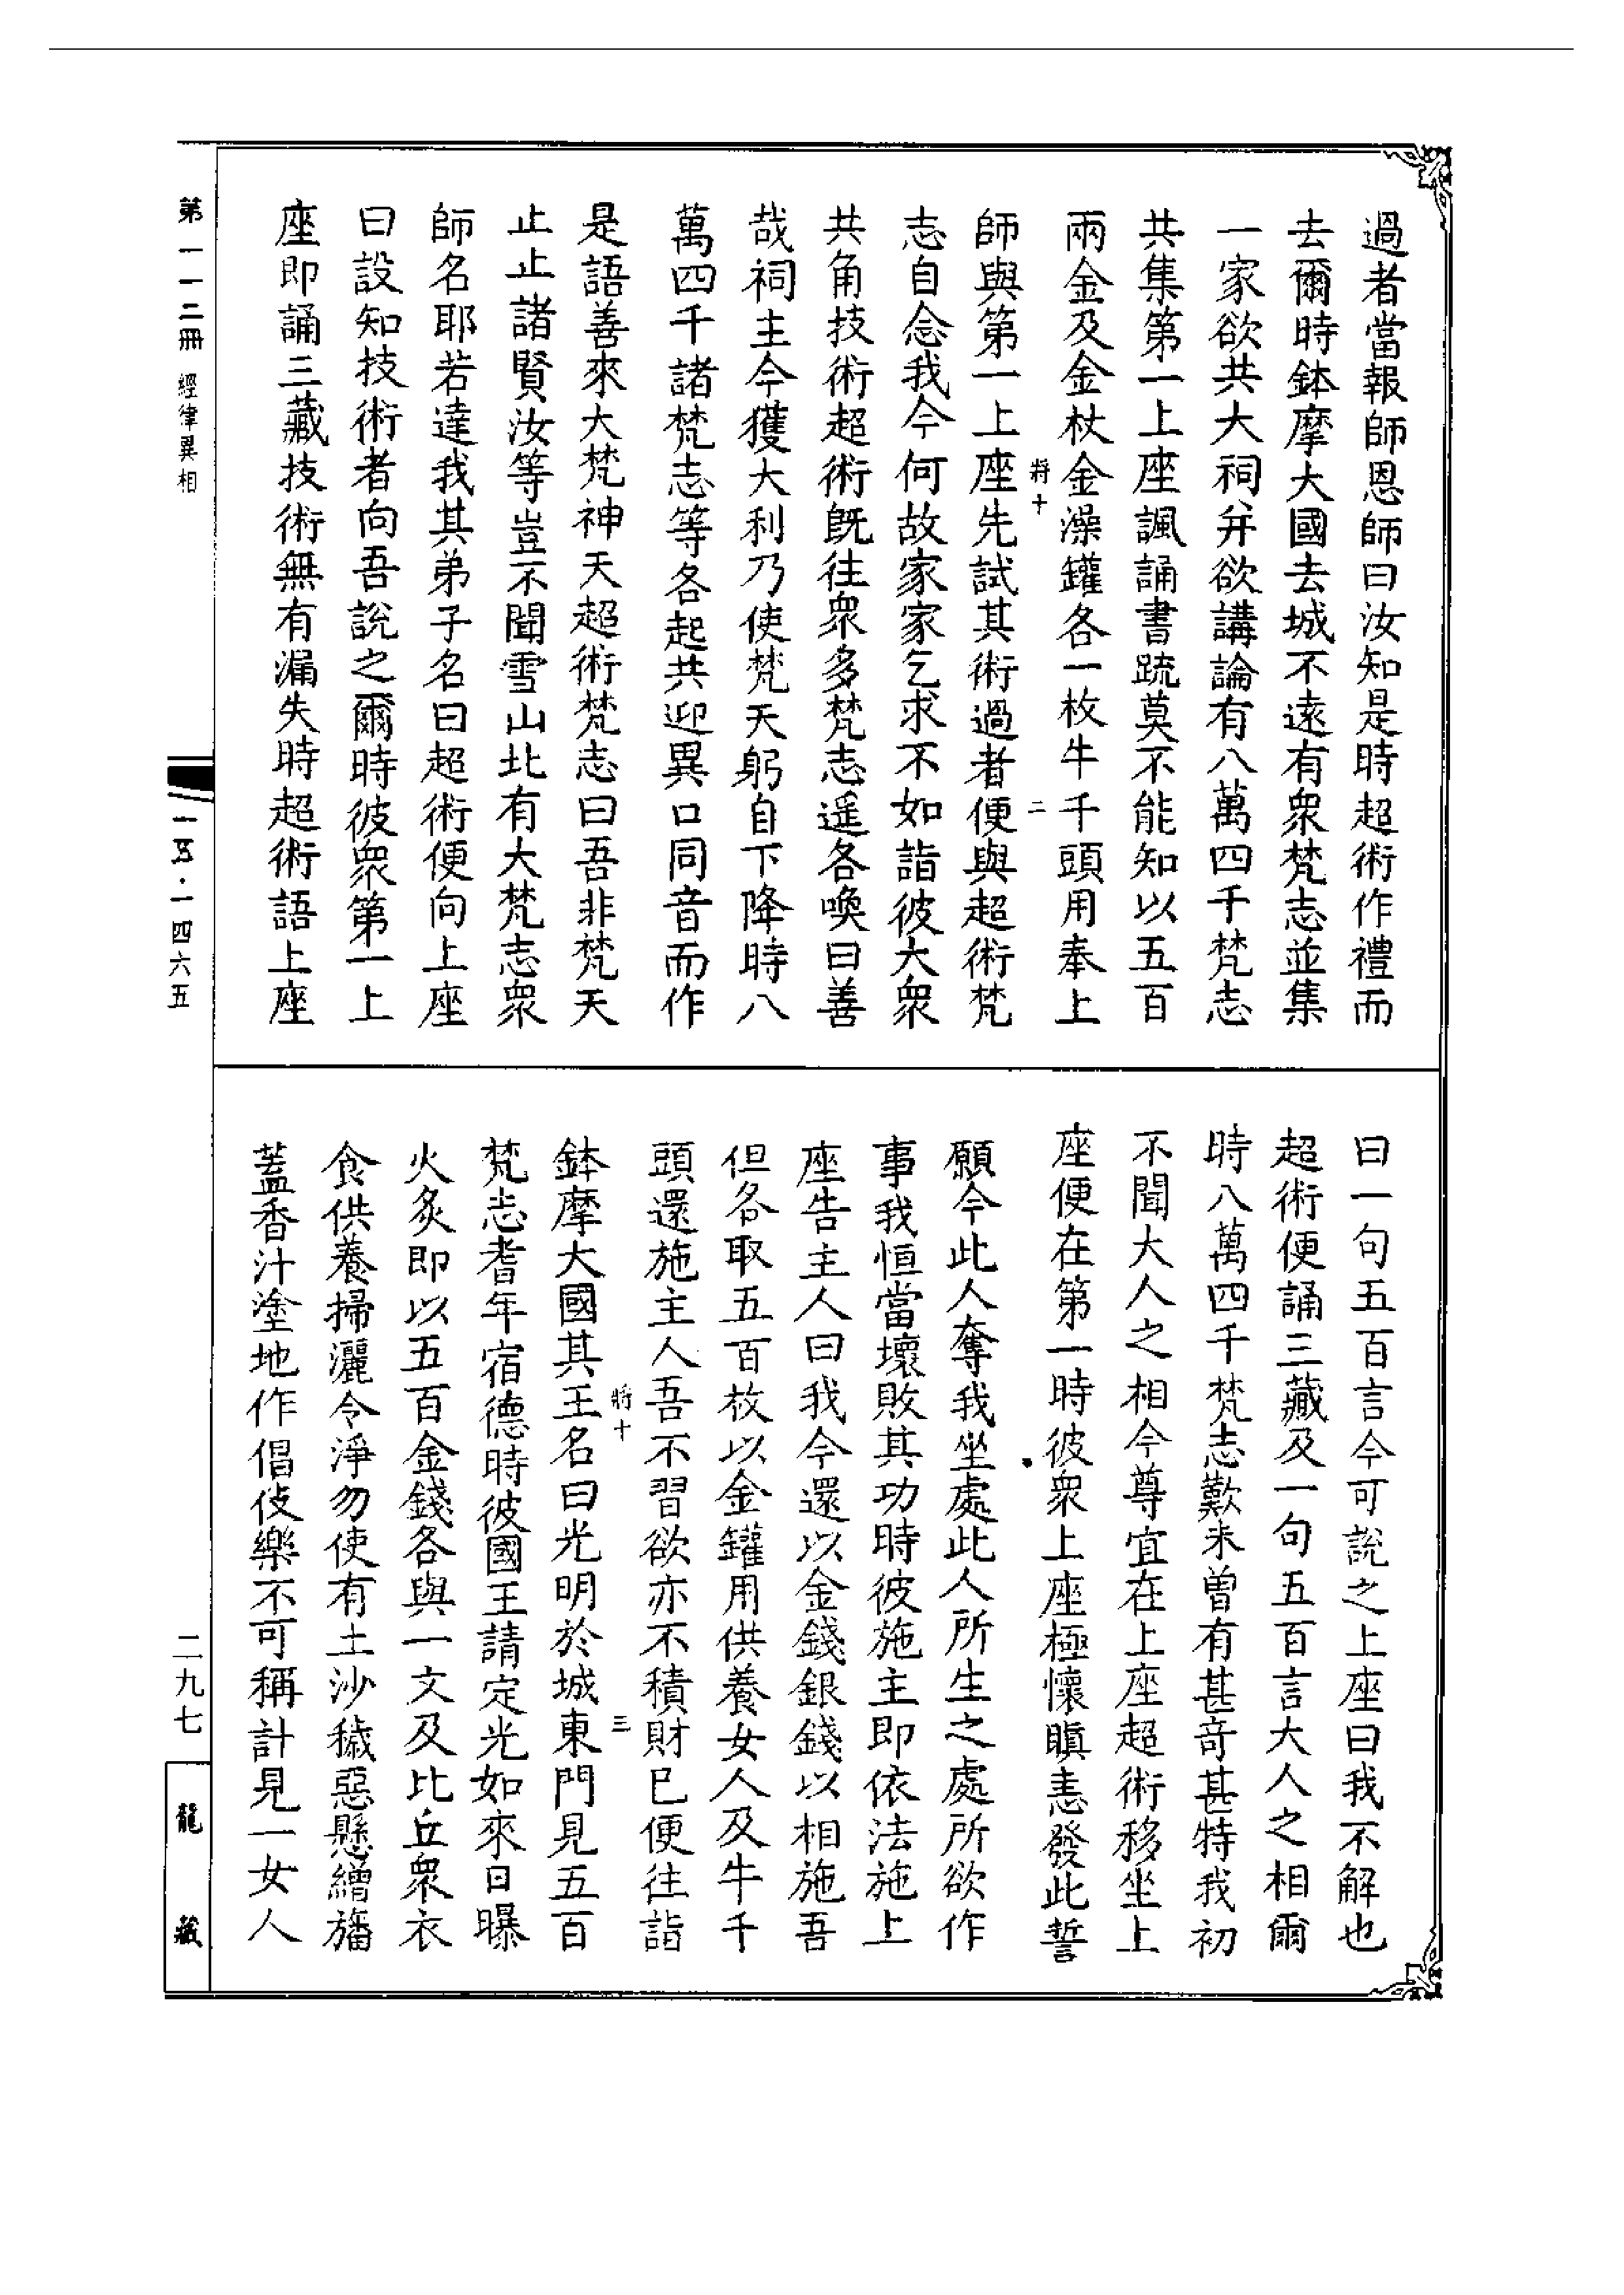 過者當報師恩師曰汝知是時超術作禮而
去爾時鉢摩大國去城不遠有衆梵志並集
一家欲共大祠并欲講論有八萬四千梵志
共集第一上座諷誦書䟽莫不能知以五百
兩金及金杖金澡罐各一枚牛千頭用奉上
將十 二
師與第一上座先試其術過者便與超術梵
志自念我今何故家家乞求不如詣彼大衆
共角技術超術旣往衆多梵志遥各喚曰善
哉祠主今獲大利乃使梵天躬自下降時八
萬四千諸梵志等各起共迎異口同音而作
是語善來大梵神天超術梵志曰吾非梵天
止止諸賢汝等豈不聞雪山北有大梵志衆
師名耶若達我其弟子名曰超術便向上座
曰設知技術者向吾說之爾時彼衆第一上
座即誦三藏技術無有漏失時超術語上座
曰一句五百言今可說之上座曰我不解也
超術便誦三藏及一句五百言大人之相爾
時八萬四千梵志歎未曾有甚奇甚特我初
不聞大人之相今尊宜在上座超術移坐上
座便在第一時彼衆上座極懷瞋恚發此誓
願今此人奪我坐處此人所生之處所欲作
事我恒當壞敗其功時彼施主即依法施上
座告主人曰我今還以金錢銀錢以相施吾
但各取五百枚以金罐用供養女人及牛千
頭還施主人吾不習欲亦不積財已便往詣
將十 三
鉢摩大國其王名曰光明於城東門見五百
梵志耆年宿德時彼國王請定光如來日曝
火炙即以五百金錢各與一文及比丘衆衣
食供養掃灑令淨勿使有土沙穢惡懸繒旛
蓋香汁塗地作倡伎樂不可稱計見一女人
第一一三冊 經律異相
一五·一四六五
二九七
龍藏